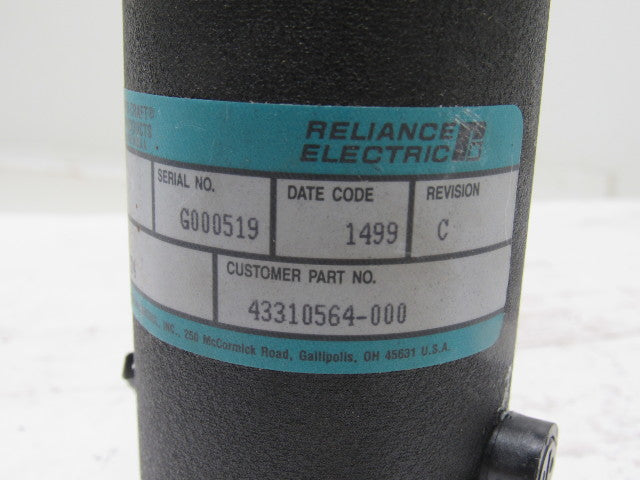 RELIANCE
ELECTRIC
SERIAL NO. DATE CODE REVISION
G000519 1499 C
CUSTOMER PART NO.
43310564-000
INC., 250 McCormick Road, Gallipolis, OH 45631 U.S.A.